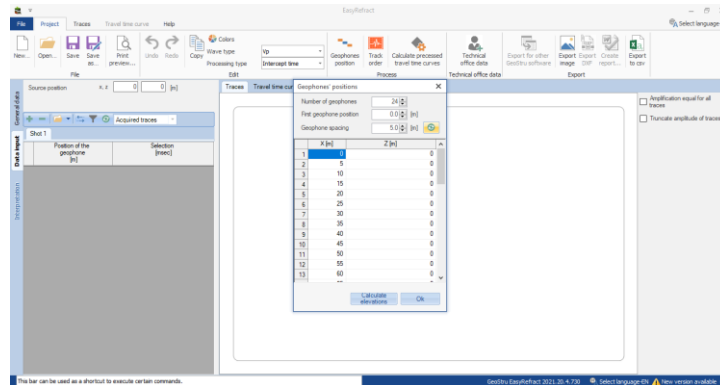 EasyRefract
File Project Traces Travel time curve Help
Select language
New... Open... Save Save as... Print preview... Undo Redo Copy
Colors
Wave type Vp
Processing type Intercept time
Geophones position Track order Calculate precessed travel time curves Technical office data Export for other GeoStru software Export image Export DXF Create report... Export to csv
File Edit Process Technical office data Export
General data
Data input
Interpretation
Source position x, z 0 0 [m]
Acquired traces
Shot 1
Position of the geophone [m] Selection [msec]
Traces Travel time cur
Geophones' positions
Number of geophones 24
First geophone position 0.0 [m]
Geophone spacing 5.0 [m]
X [m] Z [m]
1 0 0
2 5 0
3 10 0
4 15 0
5 20 0
6 25 0
7 30 0
8 35 0
9 40 0
10 45 0
11 50 0
12 55 0
13 60 0
Calculate elevations Ok
Amplification equal for all traces
Truncate amplitude of traces
This bar can be used as a shortcut to execute certain commands.
GeoStru EasyRefract 2021.20.4.730 Select language-EN New version available